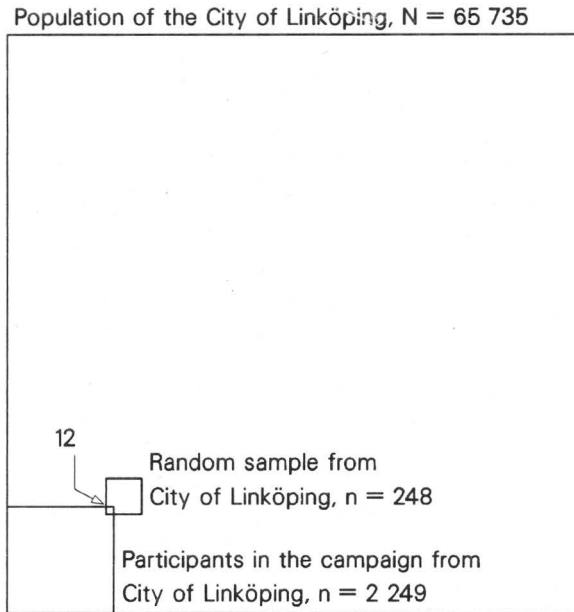 Population of the City of Linköping, N = 65 735
12
Random sample from
City of Linköping, n = 248
Participants in the campaign from
City of Linköping, n = 2 249